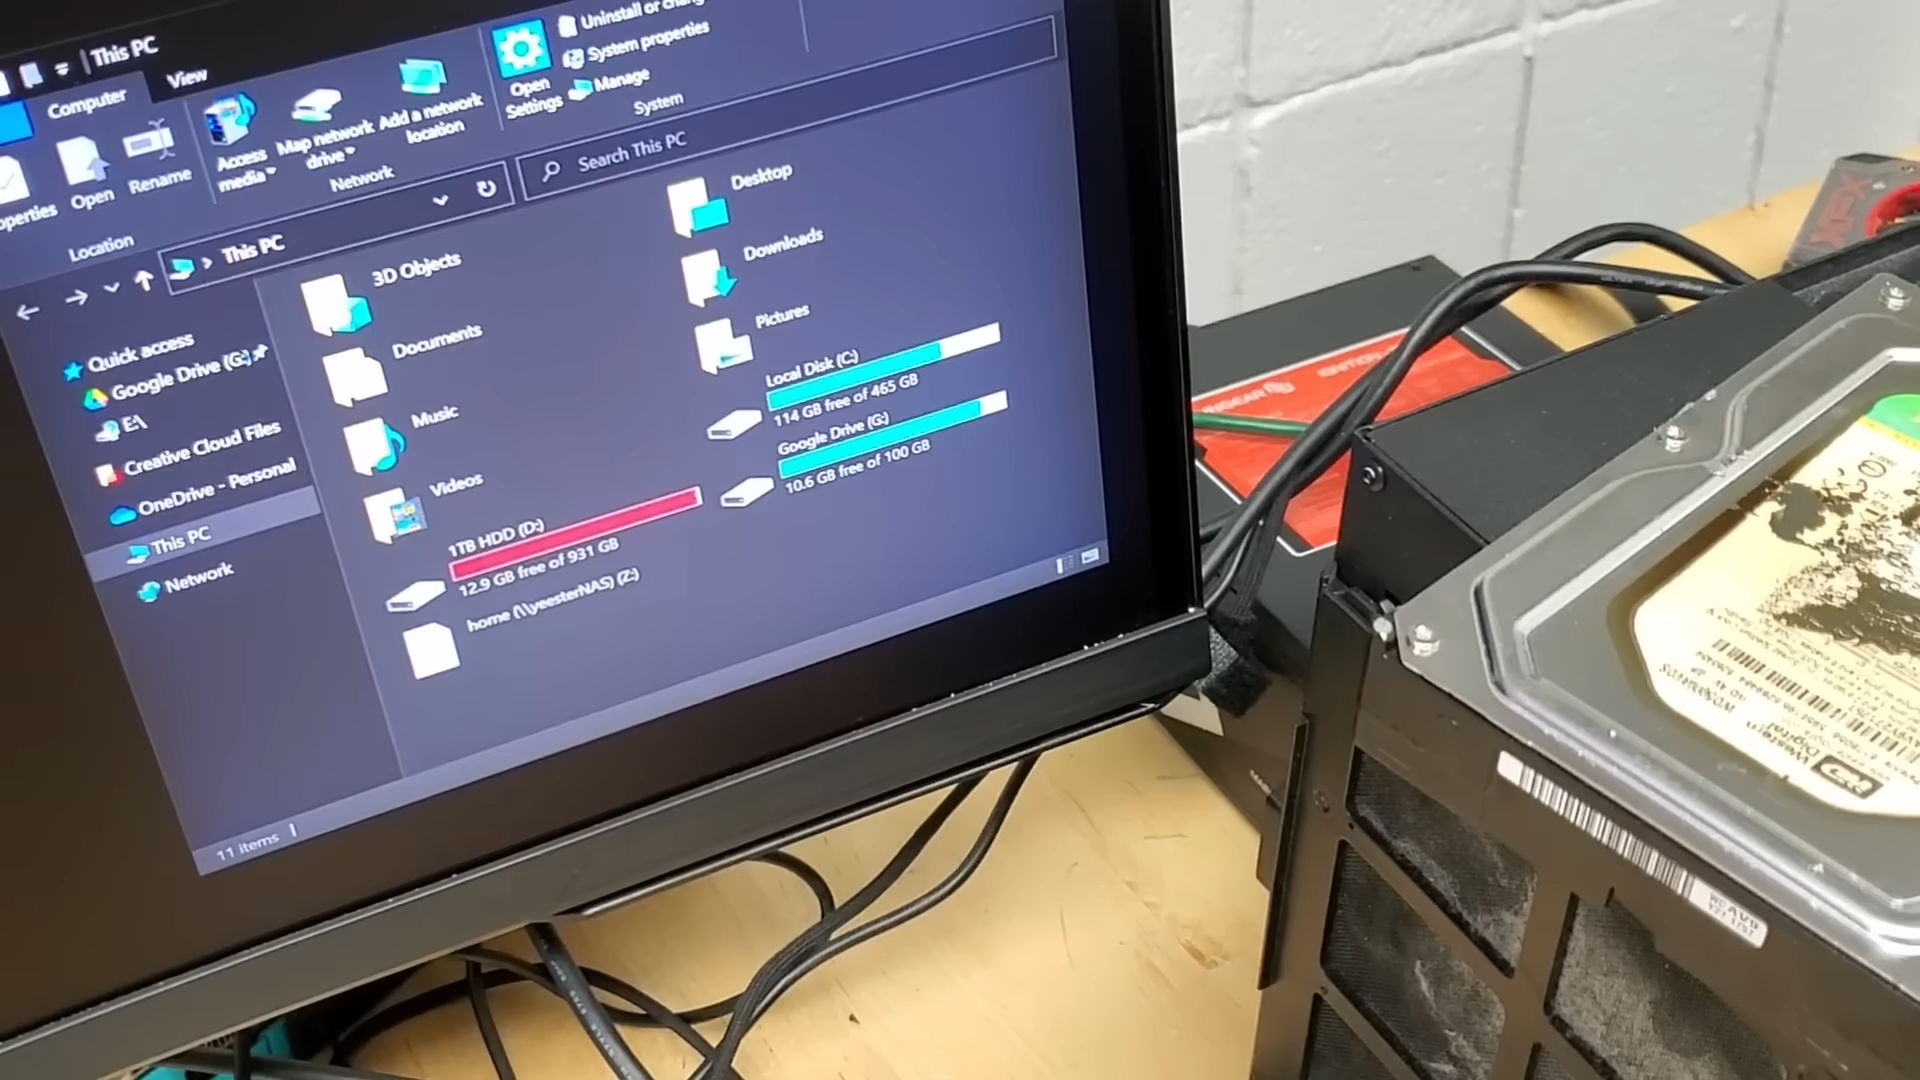 This PC
Computer
View
Uninstall or
System properties
Manage
Open
Settings
System
Access
media
Map network
drive
Add a network
location
Network
Open
Rename
Location
This PC
Search This PC
Quick access
Google Drive (G:)
E:\
Creative Cloud Files
OneDrive - Personal
This PC
Network
3D Objects
Desktop
Documents
Downloads
Music
Pictures
Videos
Local Disk (C:)
114 GB free of 465 GB
1TB HDD (D:)
12.9 GB free of 931 GB
Google Drive (G:)
10.6 GB free of 100 GB
home (\\yeesterNAS) (Z:)
11 items
IGNITION
Western
Digital